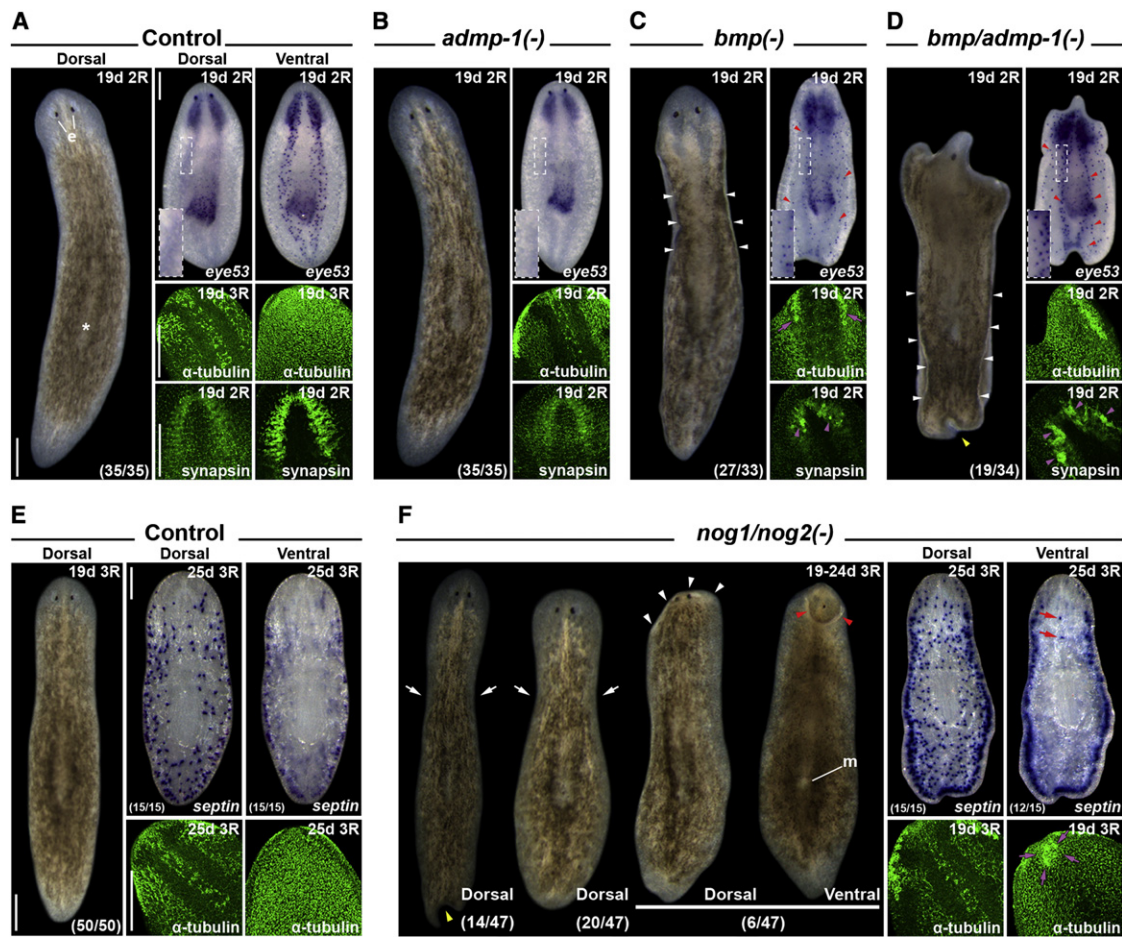 A
Control
Dorsal
Dorsal
Ventral
19d 2R
19d 2R
19d 2R
e
eye53
19d 3R
19d 3R
*
α-tubulin
α-tubulin
19d 2R
19d 2R
(35/35)
synapsin
synapsin
B
admp-1(-)
19d 2R
19d 2R
eye53
19d 2R
α-tubulin
19d 2R
(35/35)
synapsin
C
bmp(-)
19d 2R
19d 2R
eye53
19d 2R
α-tubulin
19d 2R
(27/33)
synapsin
D
bmp/admp-1(-)
19d 2R
19d 2R
eye53
19d 2R
α-tubulin
19d 2R
(19/34)
synapsin
E
Control
Dorsal
Dorsal
Ventral
19d 3R
25d 3R
25d 3R
(15/15)
septin
(15/15)
septin
25d 3R
25d 3R
(50/50)
α-tubulin
α-tubulin
F
nog1/nog2(-)
Dorsal
Ventral
19-24d 3R
25d 3R
25d 3R
m
(15/15)
septin
(12/15)
septin
19d 3R
19d 3R
Dorsal
Dorsal
Dorsal
Ventral
(14/47)
(20/47)
(6/47)
α-tubulin
α-tubulin